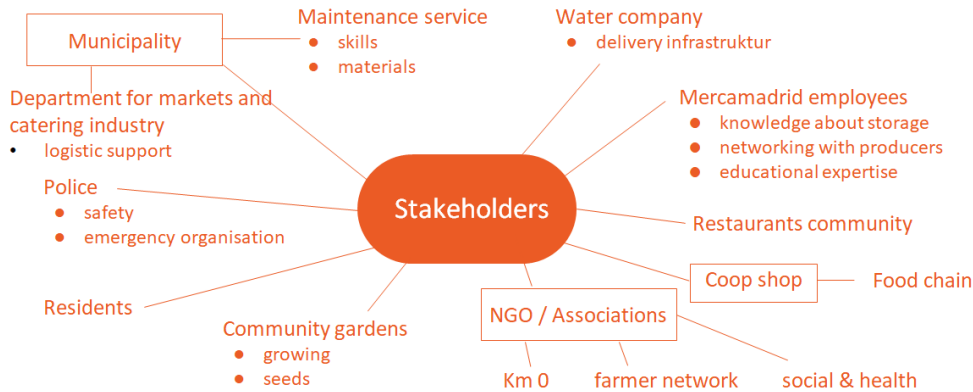 Municipality
Maintenance service
● skills
● materials
Water company
● delivery infrastruktur
Department for markets and
catering industry
• logistic support
Mercamadrid employees
● knowledge about storage
● networking with producers
● educational expertise
Police
● safety
● emergency organisation
Stakeholders
Restaurants community
Coop shop
Food chain
Residents
NGO / Associations
Community gardens
● growing
● seeds
Km 0
farmer network
social & health